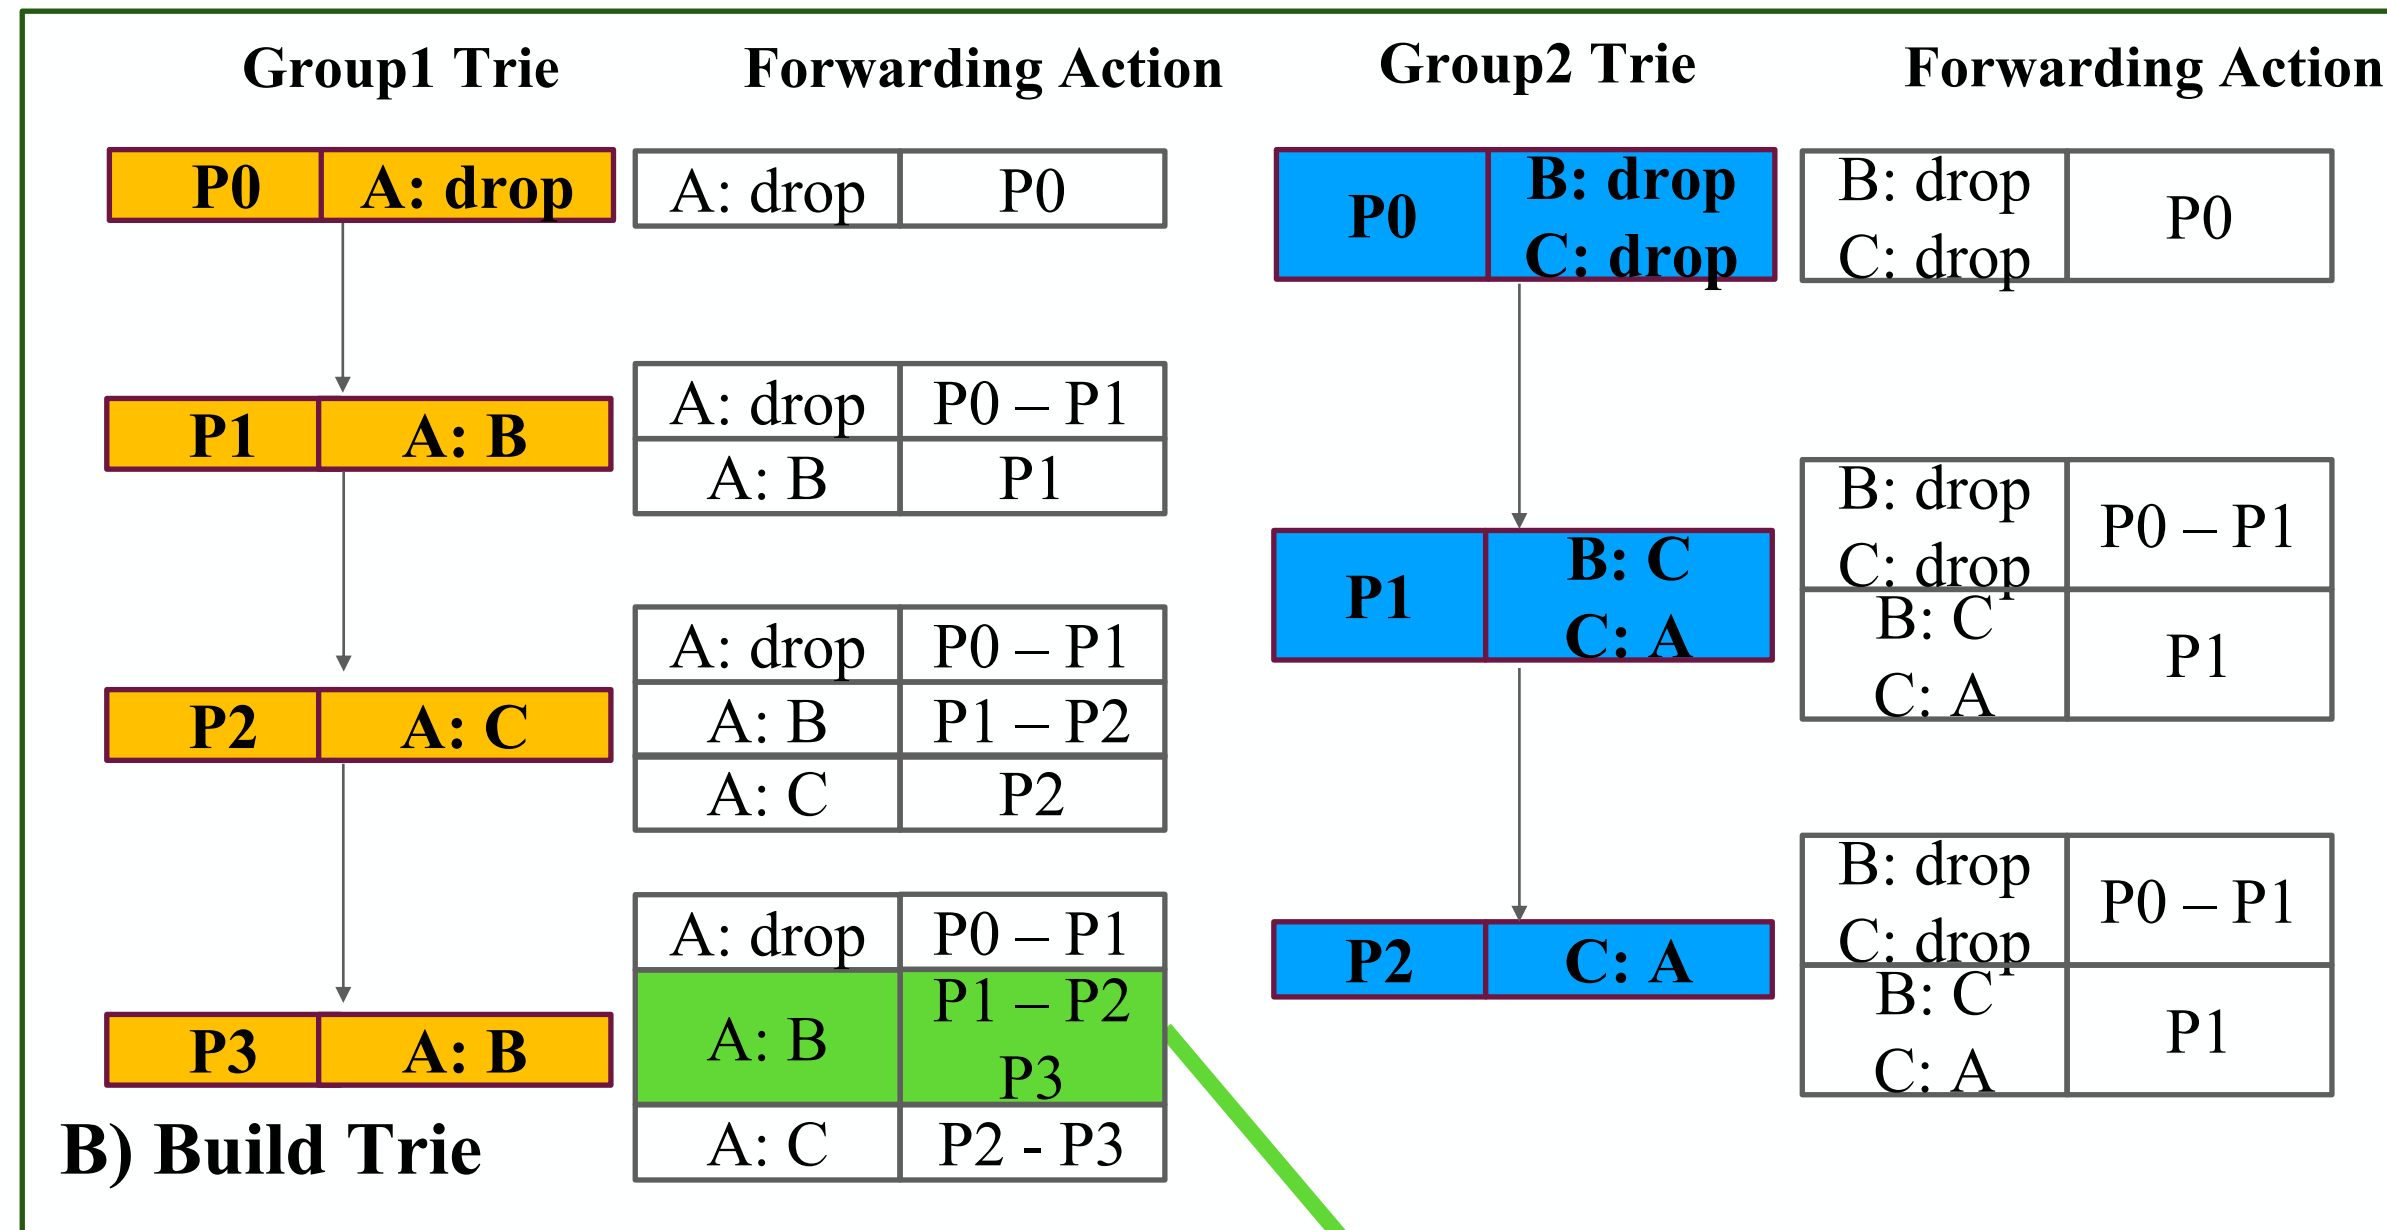 Group1 Trie
Forwarding Action
P0 A: drop
A: drop P0
P1 A: B
A: drop P0 – P1
A: B P1
P2 A: C
A: drop P0 – P1
A: B P1 – P2
A: C P2
P3 A: B
A: drop P0 – P1
A: B P1 – P2
P3
A: C P2 - P3
Group2 Trie
Forwarding Action
P0 B: drop
C: drop
B: drop P0
C: drop
P1 B: C
C: A
B: drop P0 – P1
C: drop
B: C P1
C: A
P2 C: A
B: drop P0 – P1
C: drop
B: C P1
C: A
B) Build Trie